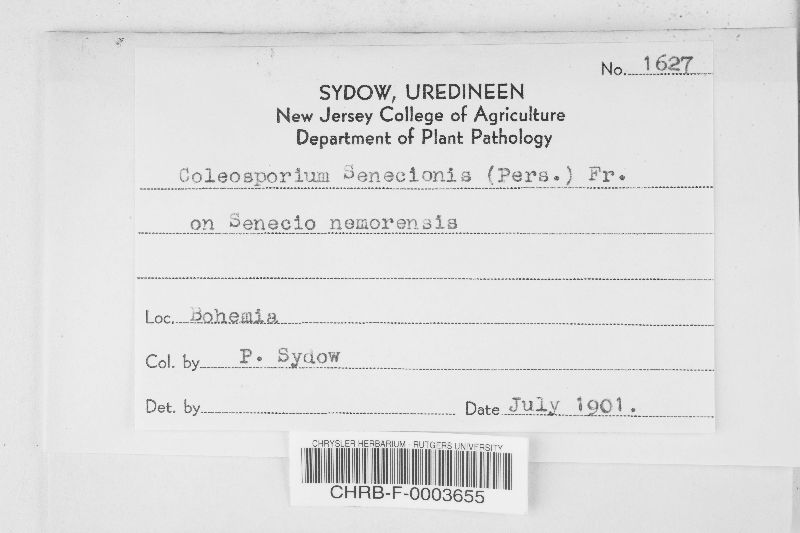 No. 1627
SYDOW, UREDINEEN
New Jersey College of Agriculture
Department of Plant Pathology
Coleosporium Senecionis (Pers.) Fr.
on Senecio nemorensis
Loc. Bohemia
Col. by P. Sydow
Det. by Date July 1901.
CHRYSLER HERBARIUM - RUTGERS UNIVERSITY
CHRB-F-0003655